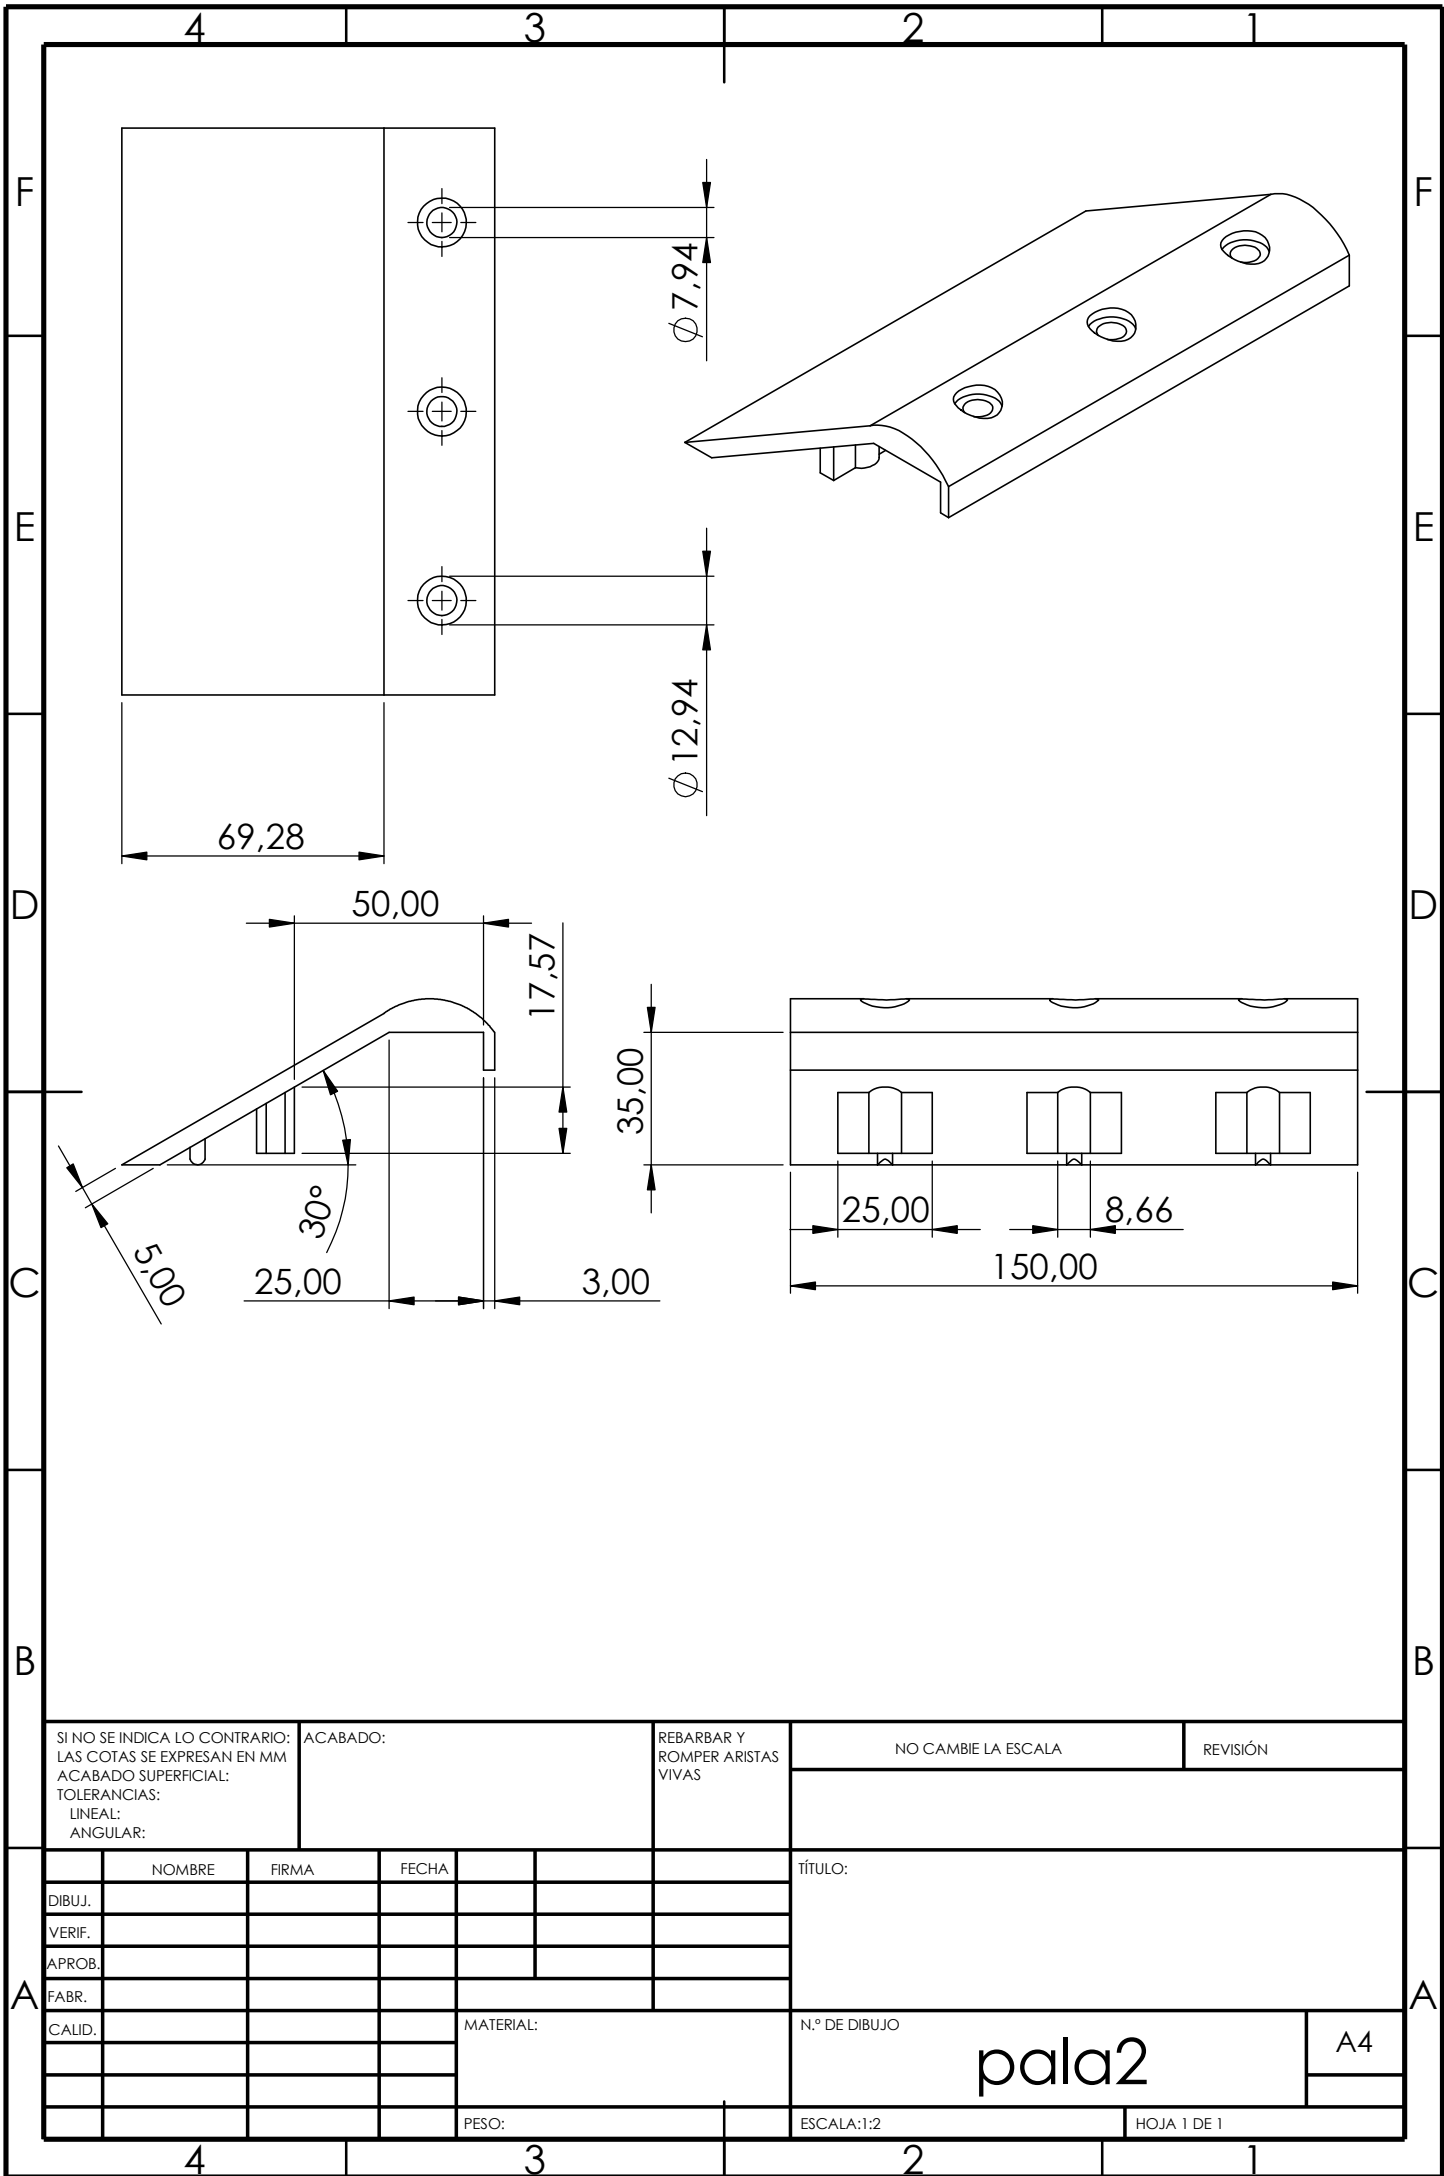 4 3 2 1
F F
⌀7,94
E E
⌀12,94
69,28
D D
50,00
17,57
35,00
30°
5,00
25,00
3,00
25,00
8,66
150,00
C C
B B
SI NO SE INDICA LO CONTRARIO:
LAS COTAS SE EXPRESAN EN MM
ACABADO SUPERFICIAL:
TOLERANCIAS:
LINEAL:
ANGULAR:
ACABADO:
REBARBAR Y
ROMPER ARISTAS
VIVAS
NO CAMBIE LA ESCALA
REVISIÓN
NOMBRE FIRMA FECHA
TÍTULO:
DIBUJ.
VERIF.
APROB.
FABR.
CALID.
A A
MATERIAL:
N.º DE DIBUJO
pala2
A4
PESO:
ESCALA:1:2
HOJA 1 DE 1
4 3 2 1